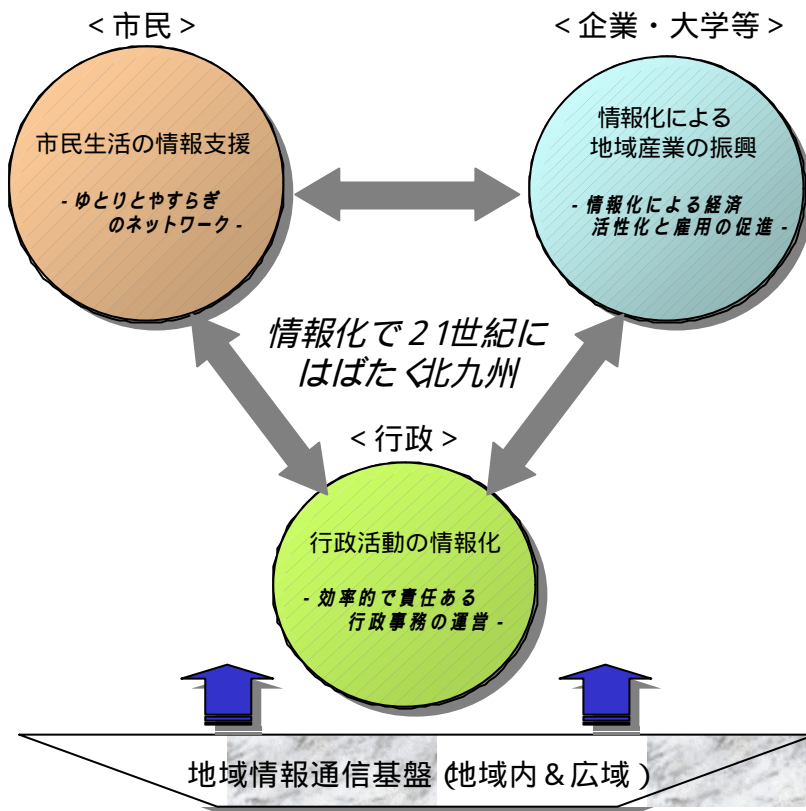 ＜市民＞
市民生活の情報支援
- ゆとりとやすらぎ
のネットワーク -
＜企業・大学等＞
情報化による
地域産業の振興
- 情報化による経済
活性化と雇用の促進 -
情報化で21世紀に
はばたく北九州
＜行政＞
行政活動の情報化
- 効率的で責任ある
行政事務の運営 -
地域情報通信基盤（地域内＆広域）